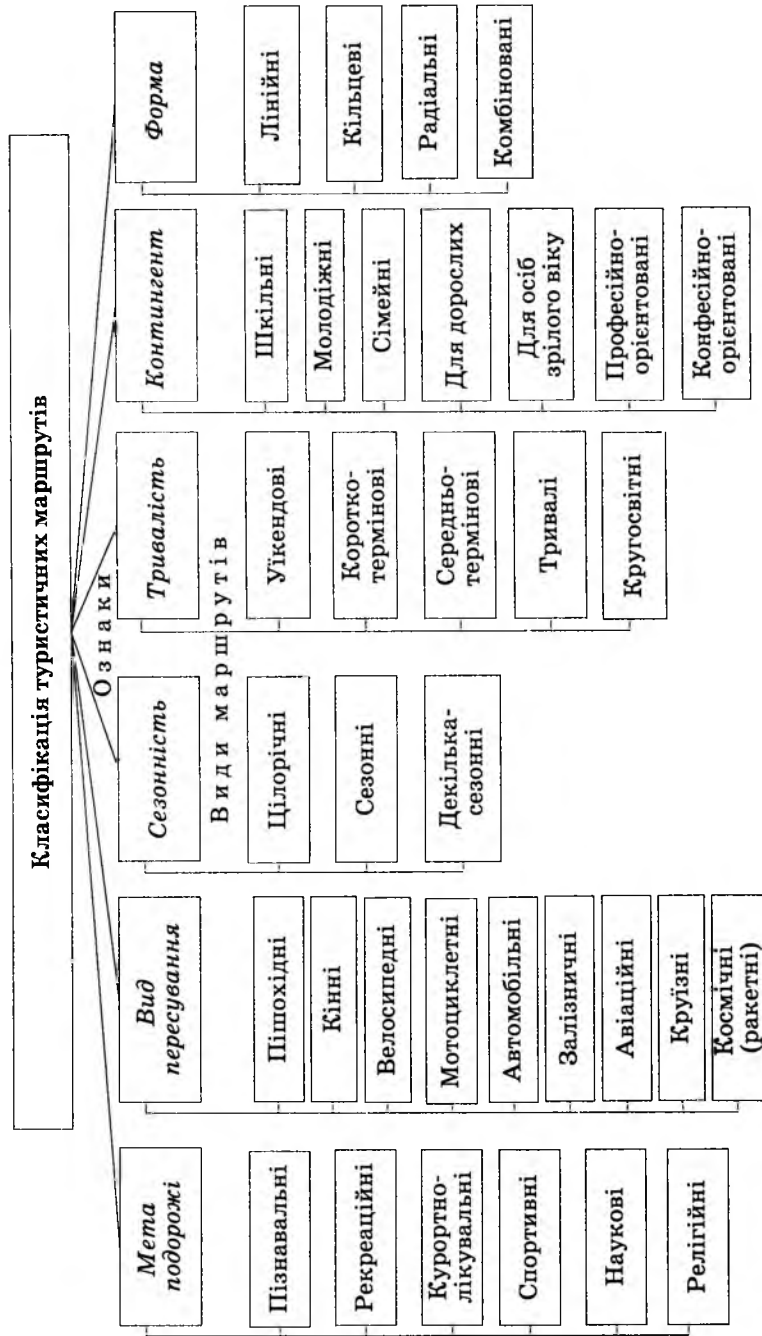 Класифікація туристичних маршрутів
Ознаки
Мета
подорожі
Вид
пересування
Сезонність
Тривалість
Контингент
Форма
Види маршрутів
Пізнавальні
Рекреаційні
Курортно-
лікувальні
Спортивні
Наукові
Релігійні
Пішохідні
Кінні
Велосипедні
Мотоциклетні
Автомобільні
Залізничні
Авіаційні
Круїзні
Космічні
(ракетні)
Цілорічні
Сезонні
Декілька-
сезонні
Уїкендові
Коротко-
термінові
Середньо-
термінові
Тривалі
Кругосвітні
Шкільні
Молодіжні
Сімейні
Для дорослих
Для осіб
зрілого віку
Професійно-
орієнтовані
Конфесійно-
орієнтовані
Лінійні
Кільцеві
Радіальні
Комбіновані